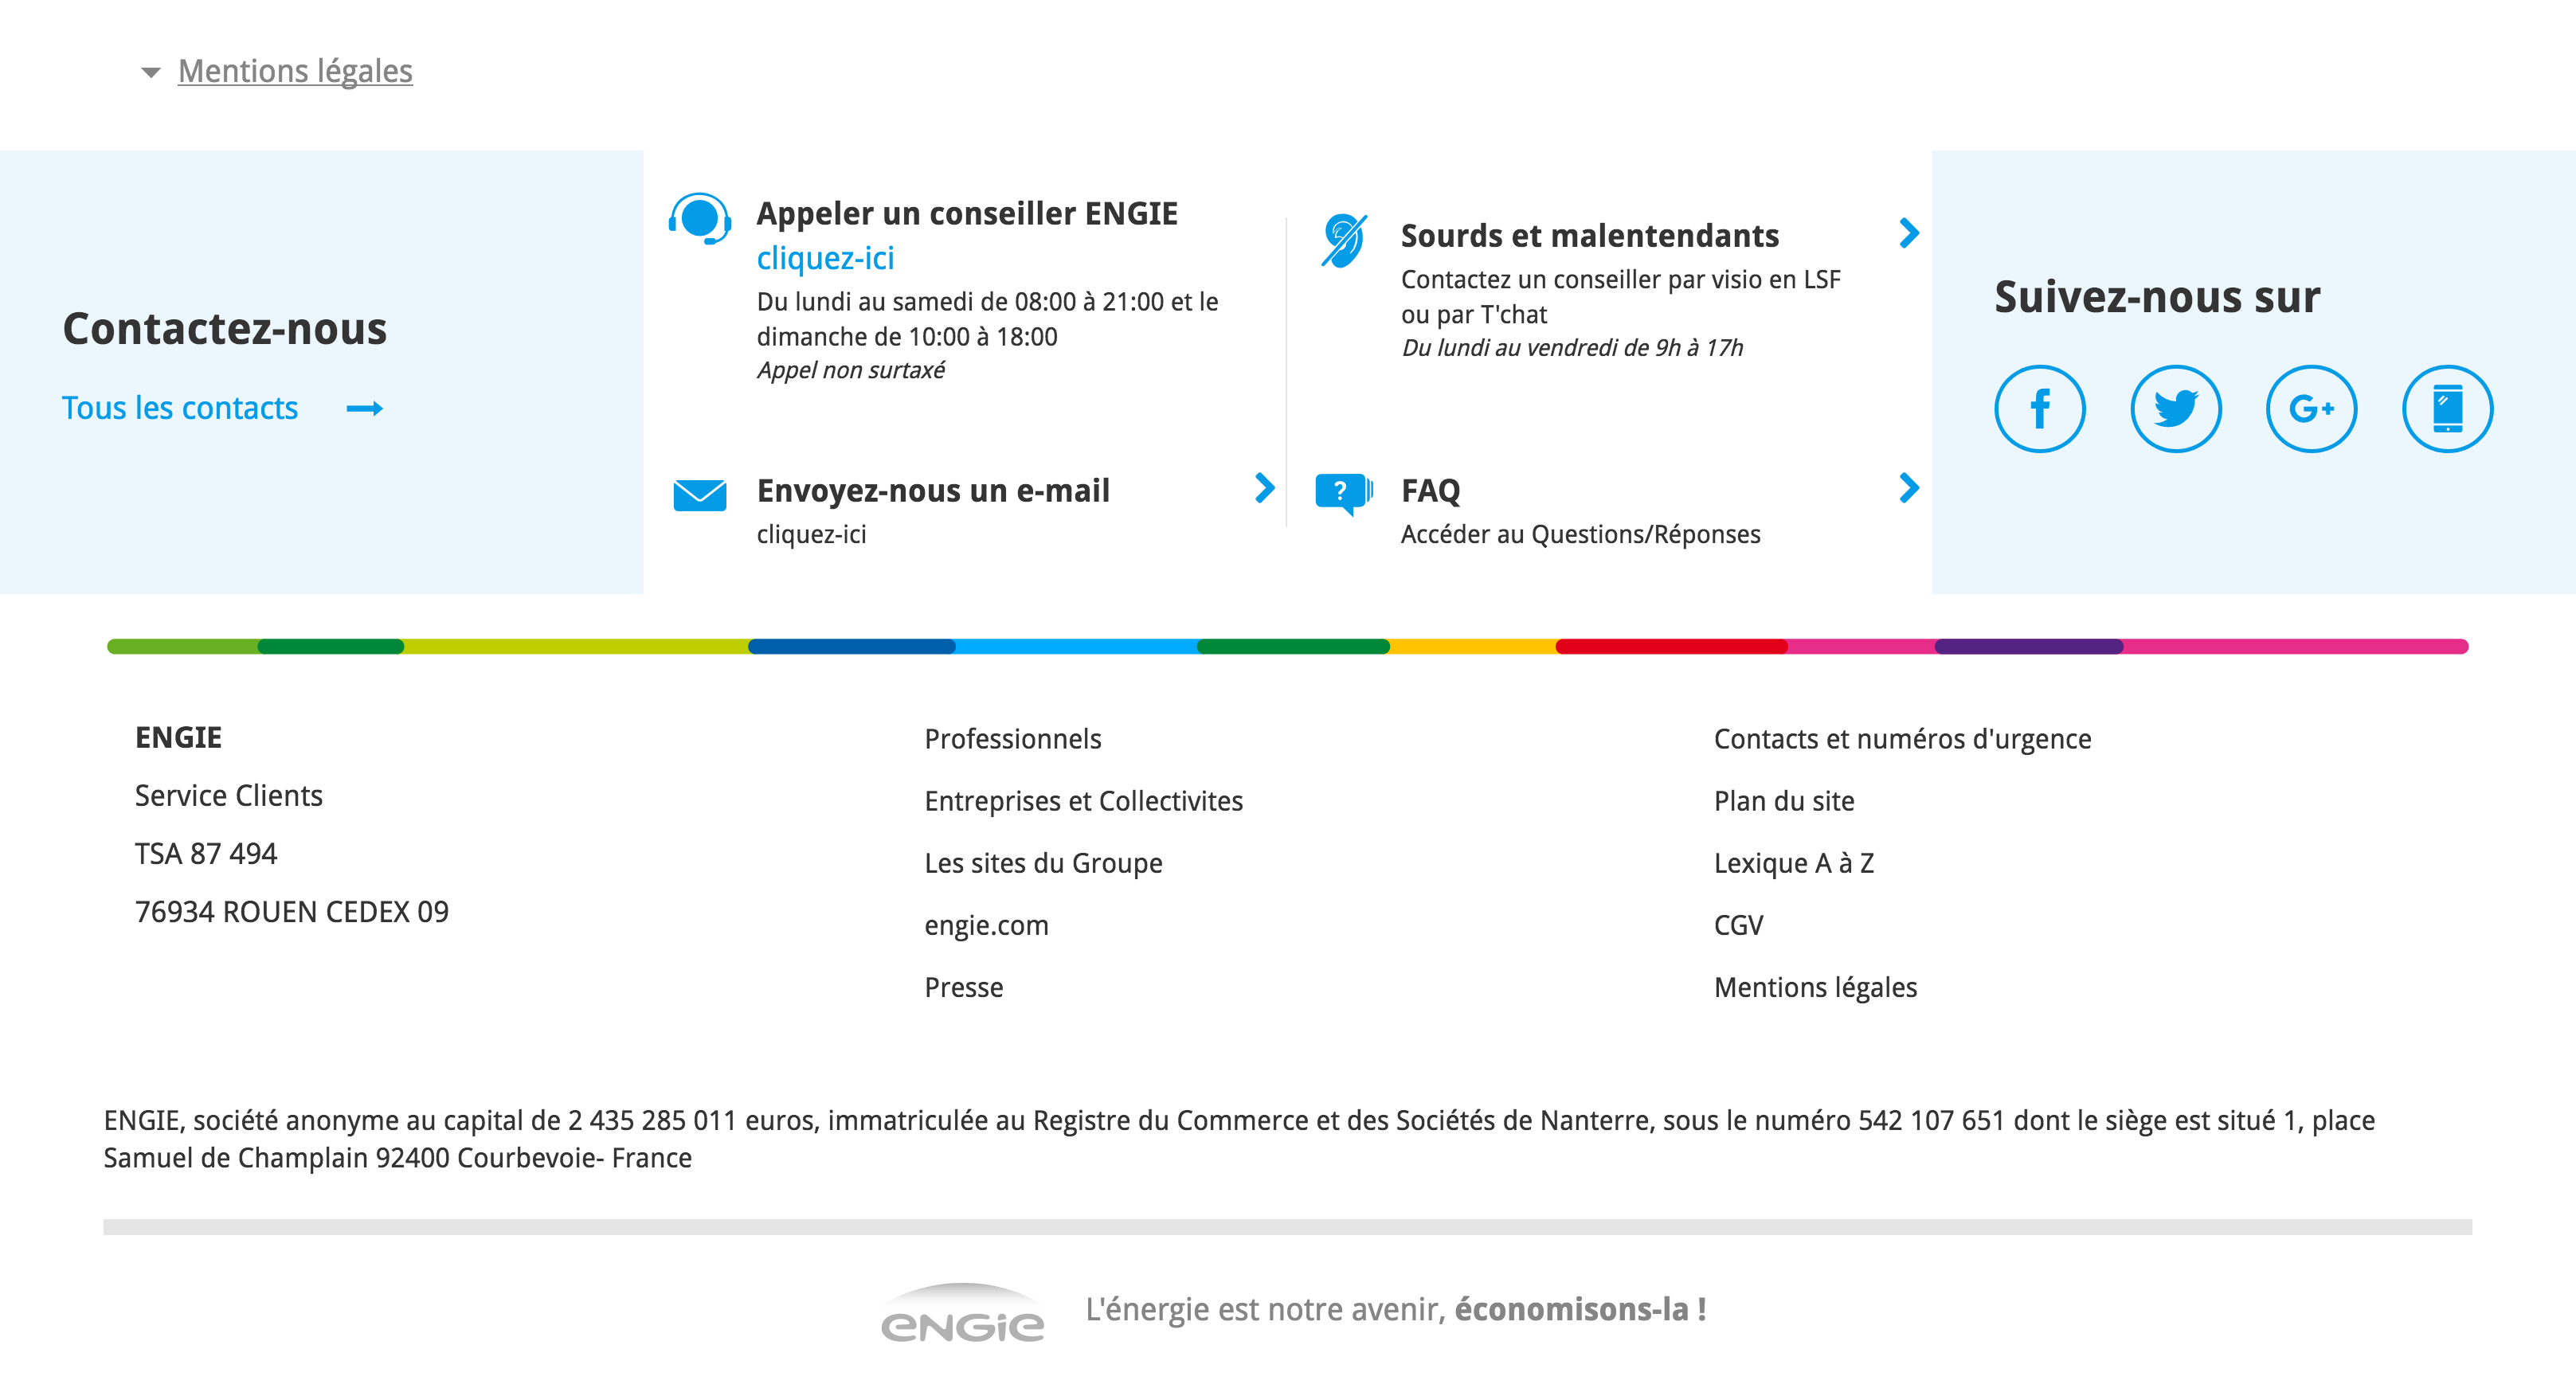 Mentions légales
Contactez-nous
Tous les contacts
Appeler un conseiller ENGIE
cliquez-ici
Du lundi au samedi de 08:00 à 21:00 et le
dimanche de 10:00 à 18:00
Appel non surtaxé
Envoyez-nous un e-mail
cliquez-ici
Sourds et malentendants
Contactez un conseiller par visio en LSF
ou par T'chat
Du lundi au vendredi de 9h à 17h
FAQ
Accéder au Questions/Réponses
Suivez-nous sur
ENGIE
Service Clients
TSA 87 494
76934 ROUEN CEDEX 09
Professionnels
Entreprises et Collectivites
Les sites du Groupe
engie.com
Presse
Contacts et numéros d'urgence
Plan du site
Lexique A à Z
CGV
Mentions légales
ENGIE, société anonyme au capital de 2 435 285 011 euros, immatriculée au Registre du Commerce et des Sociétés de Nanterre, sous le numéro 542 107 651 dont le siège est situé 1, place
Samuel de Champlain 92400 Courbevoie- France
ENGIE L'énergie est notre avenir, économisons-la !